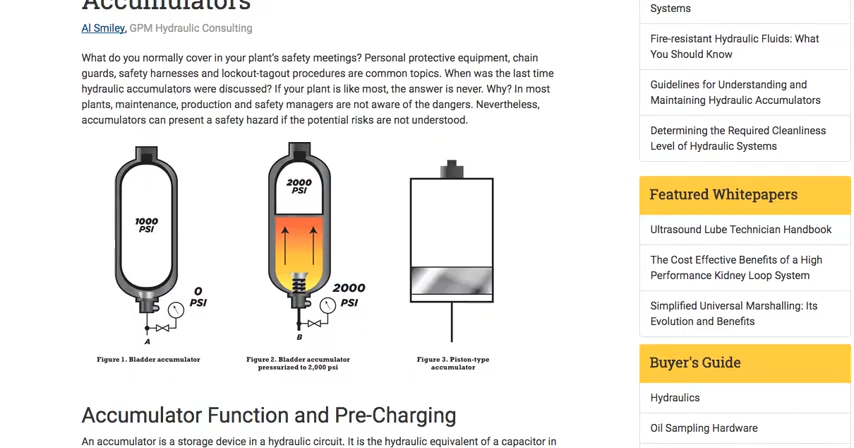 Accumulators
Al Smiley, GPM Hydraulic Consulting
What do you normally cover in your plant's safety meetings? Personal protective equipment, chain
guards, safety harnesses and lockout-tagout procedures are common topics. When was the last time
hydraulic accumulators were discussed? If your plant is like most, the answer is never. Why? In most
plants, maintenance, production and safety managers are not aware of the dangers. Nevertheless,
accumulators can present a safety hazard if the potential risks are not understood.
1000
PSI
0
PSI
A
Figure 1. Bladder accumulator
2000
PSI
2000
PSI
B
Figure 2. Bladder accumulator
pressurized to 2,000 psi
Figure 3. Piston-type
accumulator
Accumulator Function and Pre-Charging
An accumulator is a storage device in a hydraulic circuit. It is the hydraulic equivalent of a capacitor in
Systems
Fire-resistant Hydraulic Fluids: What
You Should Know
Guidelines for Understanding and
Maintaining Hydraulic Accumulators
Determining the Required Cleanliness
Level of Hydraulic Systems
Featured Whitepapers
Ultrasound Lube Technician Handbook
The Cost Effective Benefits of a High
Performance Kidney Loop System
Simplified Universal Marshalling: Its
Evolution and Benefits
Buyer's Guide
Hydraulics
Oil Sampling Hardware